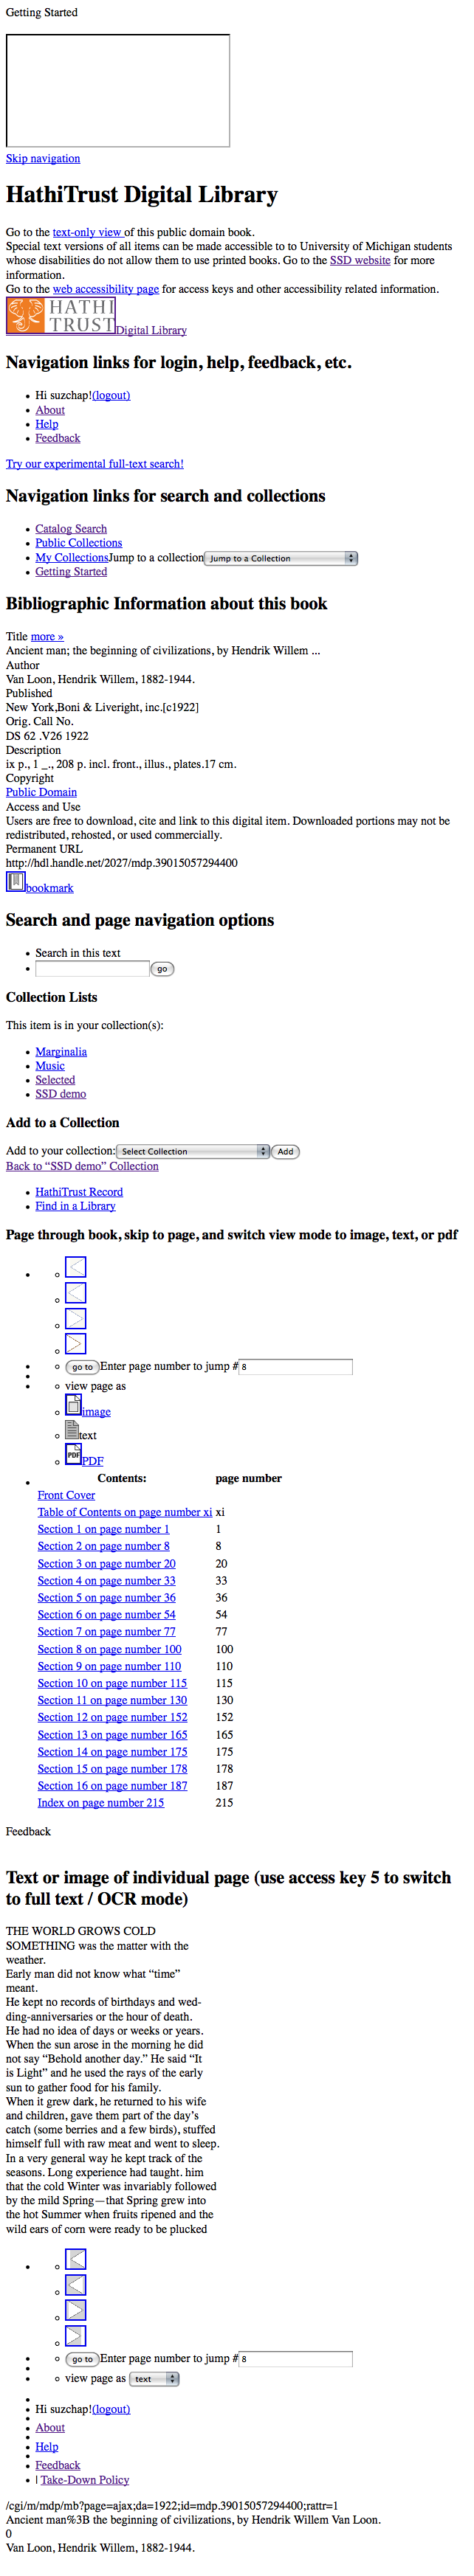 Getting Started
Skip navigation
HathiTrust Digital Library
Go to the text-only view of this public domain book.
Special text versions of all items can be made accessible to to University of Michigan students
whose disabilities do not allow them to use printed books. Go to the SSD website for more
information.
Go to the web accessibility page for access keys and other accessibility related information.
HATHI
TRUST Digital Library
Navigation links for login, help, feedback, etc.
Hi suzchap!(logout)
About
Help
Feedback
Try our experimental full-text search!
Navigation links for search and collections
Catalog Search
Public Collections
My CollectionsJump to a collection Jump to a Collection
Getting Started
Bibliographic Information about this book
Title more »
Ancient man; the beginning of civilizations, by Hendrik Willem ...
Author
Van Loon, Hendrik Willem, 1882-1944.
Published
New York,Boni & Liveright, inc.[c1922]
Orig. Call No.
DS 62 .V26 1922
Description
ix p., 1 _., 208 p. incl. front., illus., plates.17 cm.
Copyright
Public Domain
Access and Use
Users are free to download, cite and link to this digital item. Downloaded portions may not be
redistributed, rehosted, or used commercially.
Permanent URL
http://hdl.handle.net/2027/mdp.39015057294400
bookmark
Search and page navigation options
Search in this text
go
Collection Lists
This item is in your collection(s):
Marginalia
Music
Selected
SSD demo
Add to a Collection
Add to your collection: Select Collection Add
Back to “SSD demo” Collection
HathiTrust Record
Find in a Library
Page through book, skip to page, and switch view mode to image, text, or pdf
go to Enter page number to jump # 8
view page as
image
text
PDF PDF
Contents: page number
Front Cover
Table of Contents on page number xi xi
Section 1 on page number 1 1
Section 2 on page number 8 8
Section 3 on page number 20 20
Section 4 on page number 33 33
Section 5 on page number 36 36
Section 6 on page number 54 54
Section 7 on page number 77 77
Section 8 on page number 100 100
Section 9 on page number 110 110
Section 10 on page number 115 115
Section 11 on page number 130 130
Section 12 on page number 152 152
Section 13 on page number 165 165
Section 14 on page number 175 175
Section 15 on page number 178 178
Section 16 on page number 187 187
Index on page number 215 215
Feedback
Text or image of individual page (use access key 5 to switch
to full text / OCR mode)
THE WORLD GROWS COLD
SOMETHING was the matter with the
weather.
Early man did not know what “time”
meant.
He kept no records of birthdays and wed-
ding-anniversaries or the hour of death.
He had no idea of days or weeks or years.
When the sun arose in the morning he did
not say “Behold another day.” He said “It
is Light” and he used the rays of the early
sun to gather food for his family.
When it grew dark, he returned to his wife
and children, gave them part of the day’s
catch (some berries and a few birds), stuffed
himself full with raw meat and went to sleep.
In a very general way he kept track of the
seasons. Long experience had taught. him
that the cold Winter was invariably followed
by the mild Spring—that Spring grew into
the hot Summer when fruits ripened and the
wild ears of corn were ready to be plucked
go to Enter page number to jump # 8
view page as text
Hi suzchap!(logout)
About
Help
Feedback
| Take-Down Policy
/cgi/m/mdp/mb?page=ajax;da=1922;id=mdp.39015057294400;rattr=1
Ancient man%3B the beginning of civilizations, by Hendrik Willem Van Loon.
0
Van Loon, Hendrik Willem, 1882-1944.